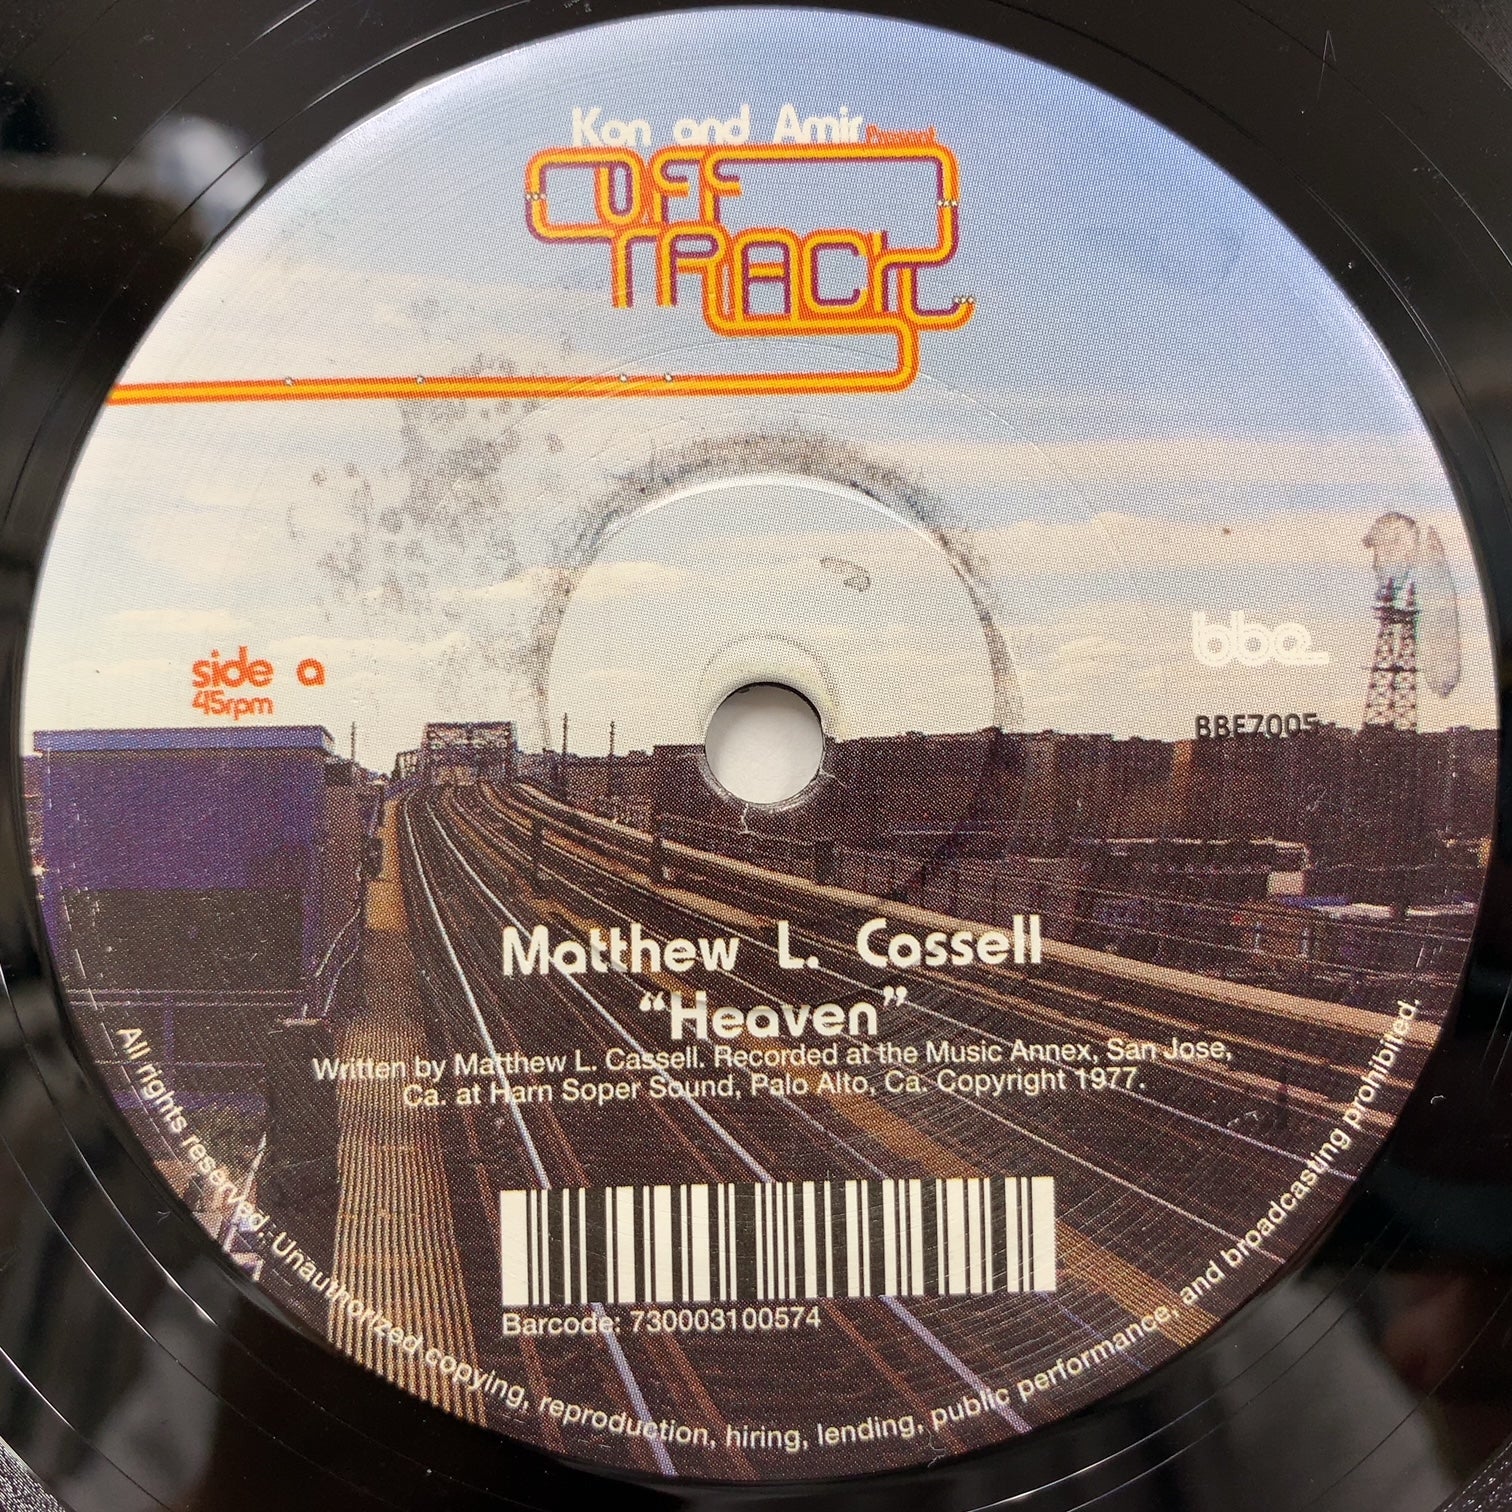 Kon and Amir Present
OFF
TRACK
side a
45rpm
bbe
BBE7005
Matthew L. Cassell
“Heaven”
Written by Matthew L. Cassell. Recorded at the Music Annex, San Jose,
Ca. at Harn Soper Sound, Palo Alto, Ca. Copyright 1977.
Barcode: 730003100574
All rights reserved. Unauthorized copying, reproduction, hiring, lending, public performance, and broadcasting prohibited.